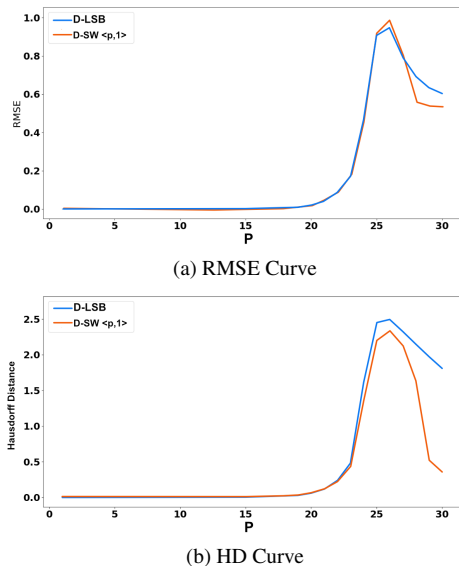 D-LSB
D-SW <p,1>
RMSE
1.0
0.8
0.6
0.4
0.2
0.0
0 5 10 15 20 25 30
P
(a) RMSE Curve
D-LSB
D-SW <p,1>
Hausdorff Distance
2.5
2.0
1.5
1.0
0.5
0.0
0 5 10 15 20 25 30
P
(b) HD Curve